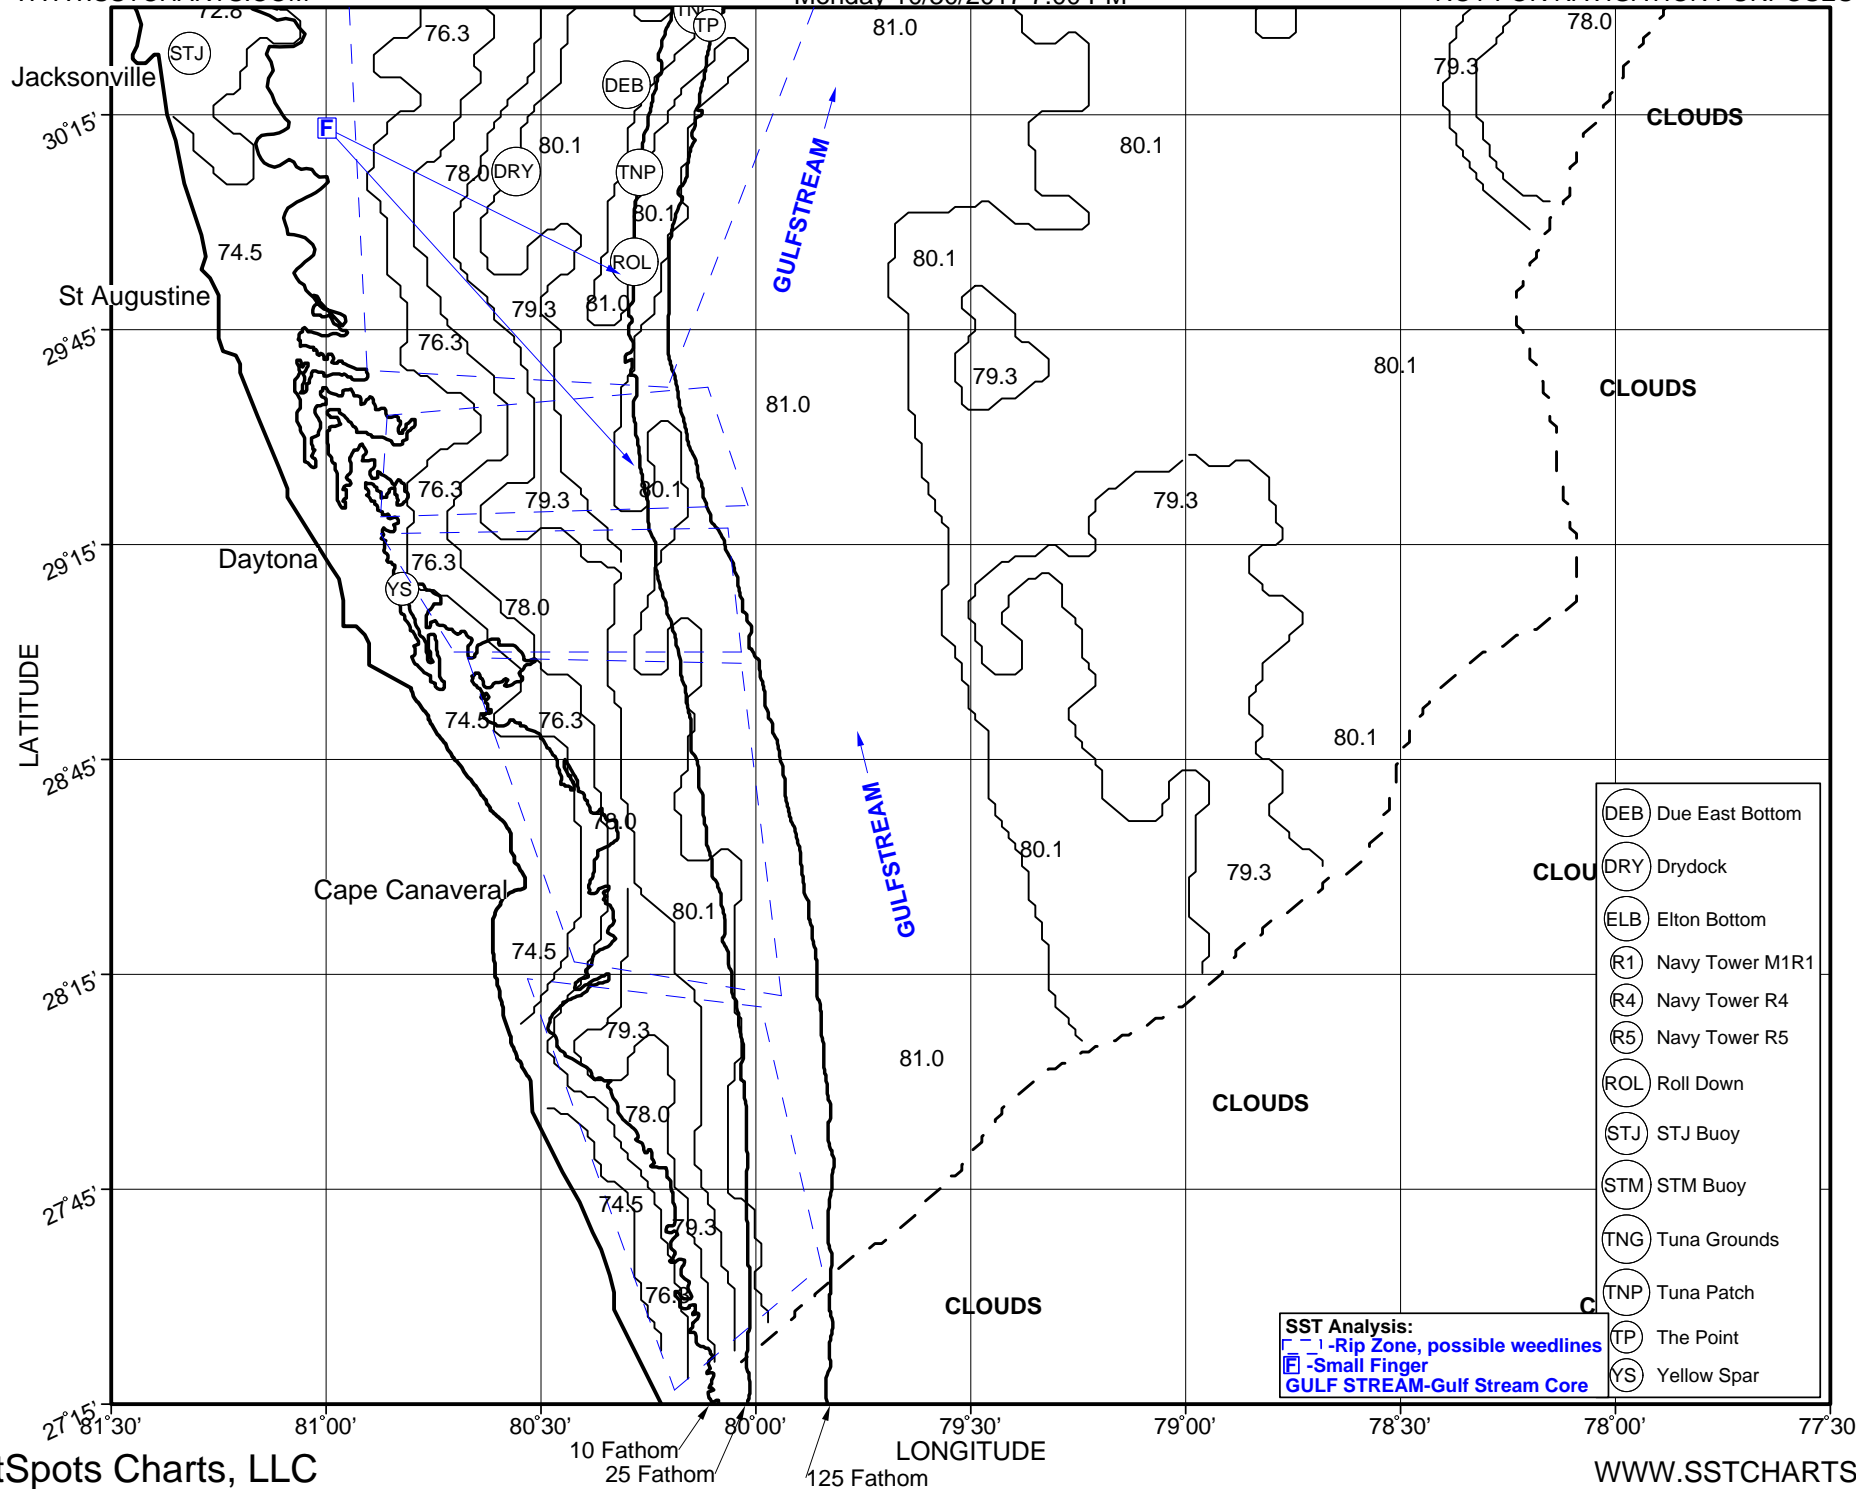 72.8
76.3
TP
81.0
78.0
STJ
Jacksonville
DEB
79.3
30°15'
F
80.1
CLOUDS
GULFSTREAM
78.0
DRY
TNP
80.1
80.1
74.5
80.1
ROL
St Augustine
79.3
81.0
29°45'
76.3
79.3
80.1
CLOUDS
81.0
76.3
79.3
80.1
79.3
29°15'
Daytona
76.3
YS
78.0
LATITUDE
74.5
76.3
80.1
28°45'
GULFSTREAM
78.0
80.1
79.3
CLOU
Cape Canaveral
80.1
74.5
28°15'
79.3
81.0
78.0
CLOUDS
27°45'
74.5
79.3
76.3
CLOUDS
C
DEB Due East Bottom
DRY Drydock
ELB Elton Bottom
R1 Navy Tower M1R1
R4 Navy Tower R4
R5 Navy Tower R5
ROL Roll Down
STJ STJ Buoy
STM STM Buoy
TNG Tuna Grounds
TNP Tuna Patch
TP The Point
YS Yellow Spar
SST Analysis:
-Rip Zone, possible weedlines
F -Small Finger
GULF STREAM-Gulf Stream Core
27°15'
81°30' 81°00' 80°30' 80°00' 79°30' 79°00' 78°30' 78°00' 77°30'
10 Fathom
25 Fathom
125 Fathom
LONGITUDE
tSpots Charts, LLC
WWW.SSTCHARTS